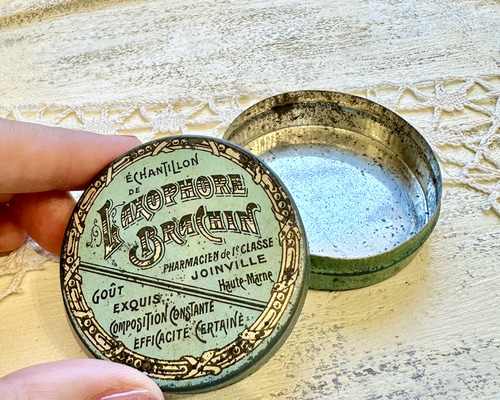 ÉCHANTILLON
DE
LAXOPHORE
BRACHIN
PHARMACIEN de 1re CLASSE
JOINVILLE
Haute-Marne
GOÛT
EXQUIS
COMPOSITION CONSTANTE
EFFICACITÉ CERTAINE